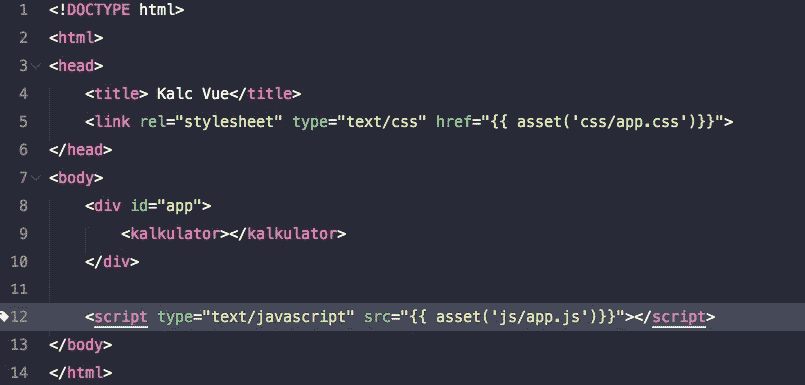 1 <!DOCTYPE html>
2 <html>
3 <head>
4 <title> Kalc Vue</title>
5 <link rel="stylesheet" type="text/css" href="{{ asset('css/app.css')}}">
6 </head>
7 <body>
8 <div id="app">
9 <kalkulator></kalkulator>
10 </div>
11
12 <script type="text/javascript" src="{{ asset('js/app.js')}}"></script>
13 </body>
14 </html>